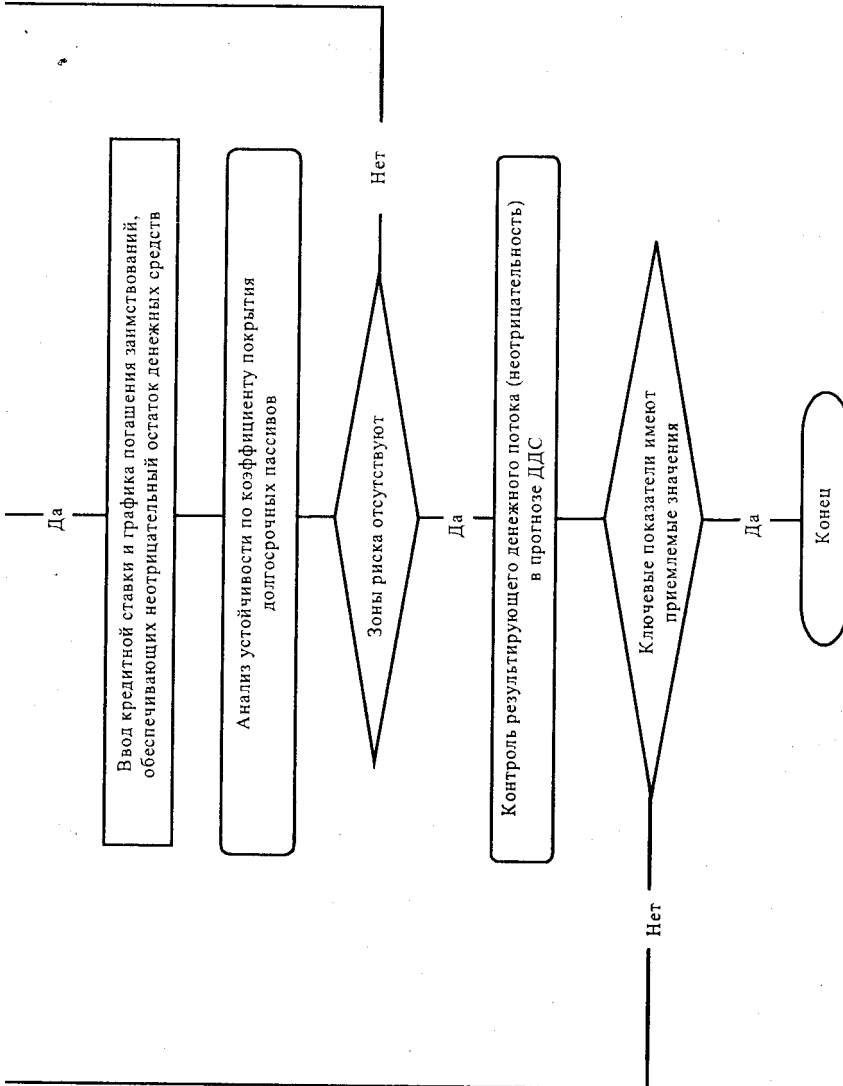 Да
Ввод кредитной ставки и графика погашения заимствований,
обеспечивающих неотрицательный остаток денежных средств
Анализ устойчивости по коэффициенту покрытия
долгосрочных пассивов
Зоны риска отсутствуют
Нет
Да
Контроль результирующего денежного потока (неотрицательность)
в прогнозе ДДС
Ключевые показатели имеют
приемлемые значения
Нет
Да
Конец